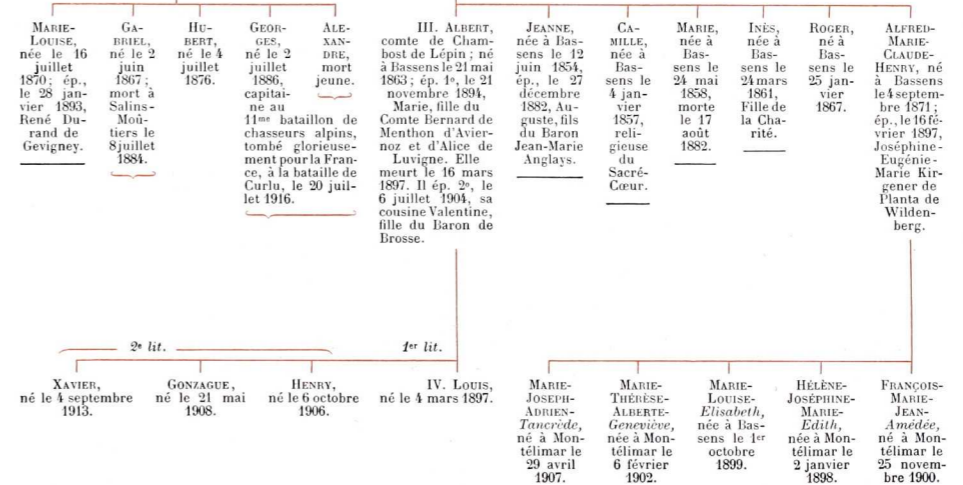 MARIE-
LOUISE,
née le 16
juillet
1870; ép.,
le 28 jan-
vier 1893,
René Du-
rand de
Gevigney.
GA-
BRIEL,
né le 2
juin
1867;
mort à
Salins-
Moû-
tiers le
8 juillet
1884.
HU-
BERT,
né le 4
juillet
1876.
GEOR-
GES,
né le 2
juillet
1886,
capitai-
ne au
11me bataillon de
chasseurs alpins,
tombé glorieuse-
ment pour la Fran-
ce, à la bataille de
Curlu, le 20 juil-
let 1916.
ALE-
XAN-
DRE,
mort
jeune.
III. ALBERT,
comte de Cham-
bost de Lépin; né
à Bassens le 21 mai
1863; ép. 1º, le 21
novembre 1894,
Marie, fille du
Comte Bernard de
Menthon d'Avier-
noz et d'Alice de
Luvigne. Elle
meurt le 16 mars
1897. Il ép. 2º, le
6 juillet 1904, sa
cousine Valentine,
fille du Baron de
Brosse.
JEANNE,
née à Bas-
sens le 12
juin 1854,
ép., le 27
décembre
1882, Au-
guste, fils
du Baron
Jean-Marie
Anglays.
CA-
MILLE,
née à
Bas-
sens le
4 jan-
vier
1857,
reli-
gieuse
du
Sacré-
Cœur.
MARIE,
née à
Bas-
sens le
24 mai
1858,
morte
le 17
août
1882.
INÈS,
née à
Bas-
sens le
24 mars
1861,
Fille de
la Cha-
rité.
ROGER,
né à
Bas-
sens le
25 jan-
vier
1867.
ALFRED-
MARIE-
CLAUDE-
HENRY, né
à Bassens
le 4 septem-
bre 1871;
ép., le 16 fé-
vrier 1897,
Joséphine-
Eugénie-
Marie Kir-
gener de
Planta de
Wilden-
berg.
2e lit.
1er lit.
XAVIER,
né le 4 septembre
1913.
GONZAGUE,
né le 21 mai
1908.
HENRY,
né le 6 octobre
1906.
IV. LOUIS,
né le 4 mars 1897.
MARIE-
JOSEPH-
ADRIEN-
Tancrède,
né à Mon-
télimar le
29 avril
1907.
MARIE-
THÉRÈSE-
ALBERTE-
Geneviève,
née à Mon-
télimar le
6 février
1902.
MARIE-
LOUISE-
Elisabeth,
née à Bas-
sens le 1er
octobre
1899.
HÉLÈNE-
JOSÉPHINE-
MARIE-
Edith,
née à Mon-
télimar le
2 janvier
1898.
FRANÇOIS-
MARIE-
JEAN-
Amédée,
né à Mon-
télimar le
25 novem-
bre 1900.